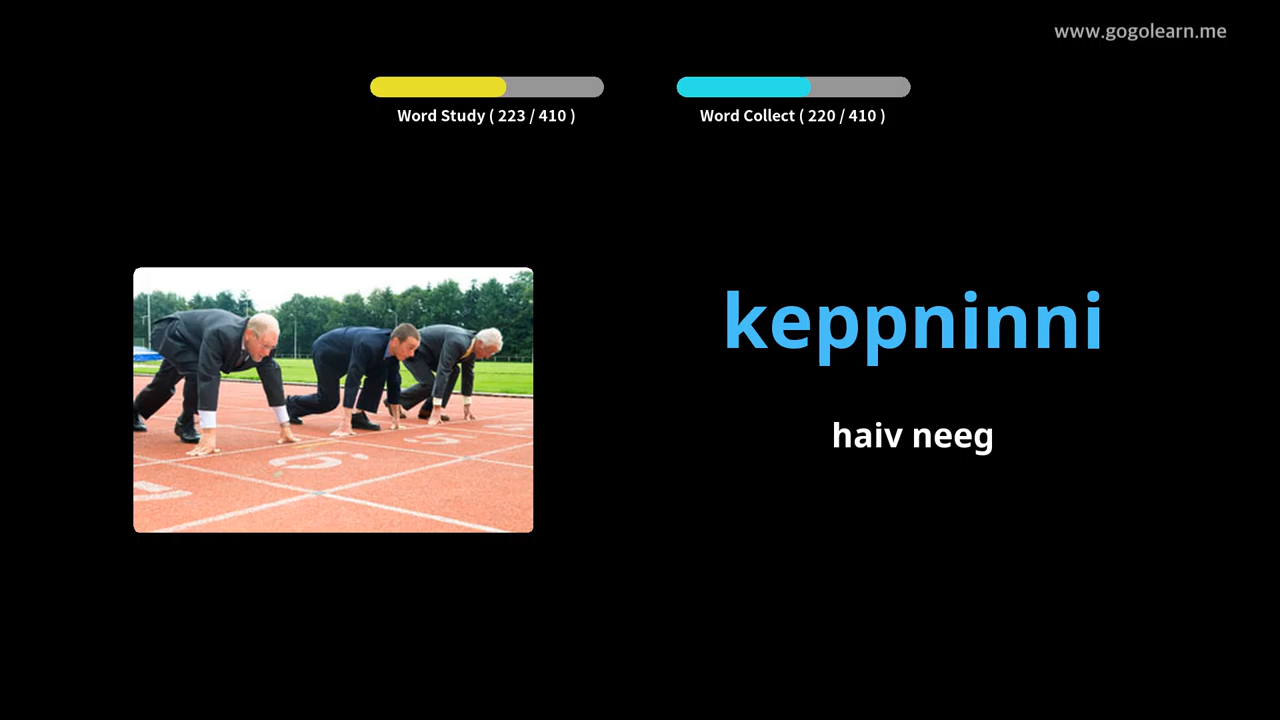 www.gogolearn.me
Word Study ( 223 / 410 )
Word Collect ( 220 / 410 )
keppninni
haiv neeg